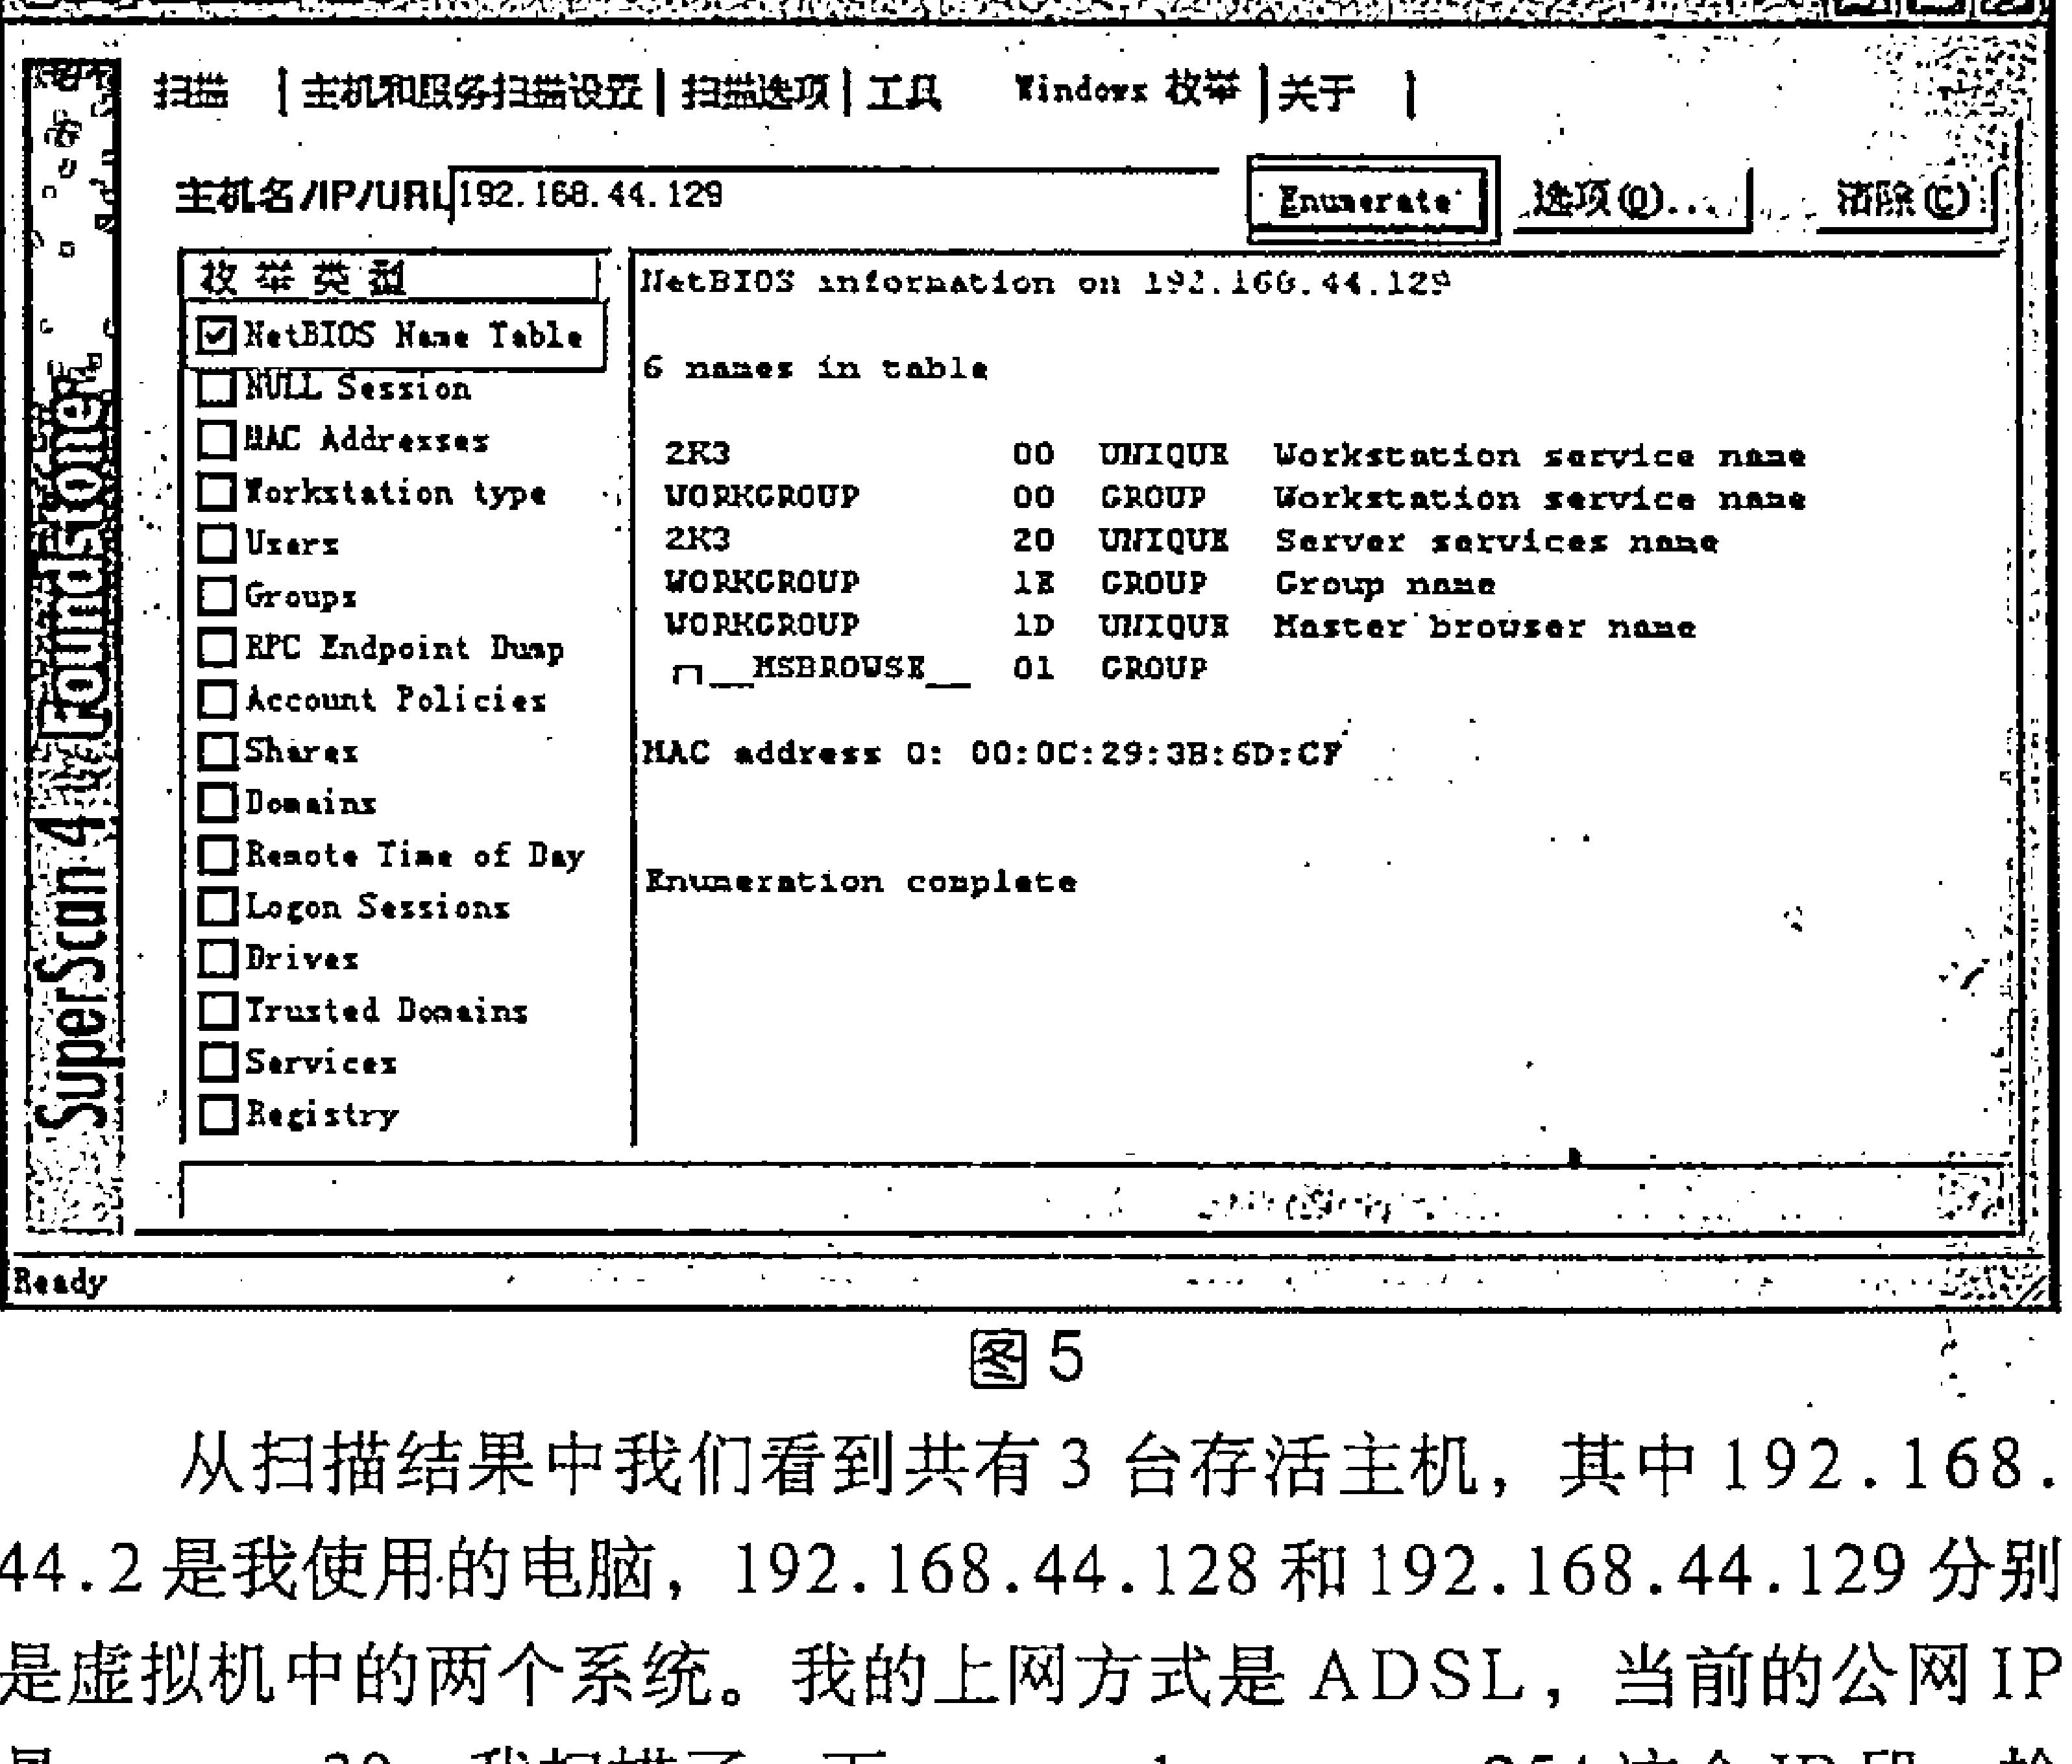 扫描 主机和服务扫描设置 扫描选项 工具 Windows 枚举 关于
主机名/IP/URL 192.168.44.129 Enumerate 选项(O)... 清除(C)
SuperScan 4 Foundstone
枚举类型
NetBIOS Name Table
NULL Session
MAC Addresses
Workstation type
Users
Groups
RPC Endpoint Dump
Account Policies
Shares
Domains
Remote Time of Day
Logon Sessions
Drives
Trusted Domains
Services
Registry
NetBIOS information on 192.168.44.129
6 names in table
2K3 00 UNIQUE Workstation service name
WORKGROUP 00 GROUP Workstation service name
2K3 20 UNIQUE Server services name
WORKGROUP 1E GROUP Group name
WORKGROUP 1D UNIQUE Master browser name
__MSBROWSE__ 01 GROUP
MAC address 0: 00:0C:29:3B:6D:CF
Enumeration complete
Ready
图 5
从扫描结果中我们看到共有 3 台存活主机，其中192.168.
44.2是我使用的电脑，192.168.44.128和192.168.44.129分别
是虚拟机中的两个系统。我的上网方式是ADSL，当前的公网IP